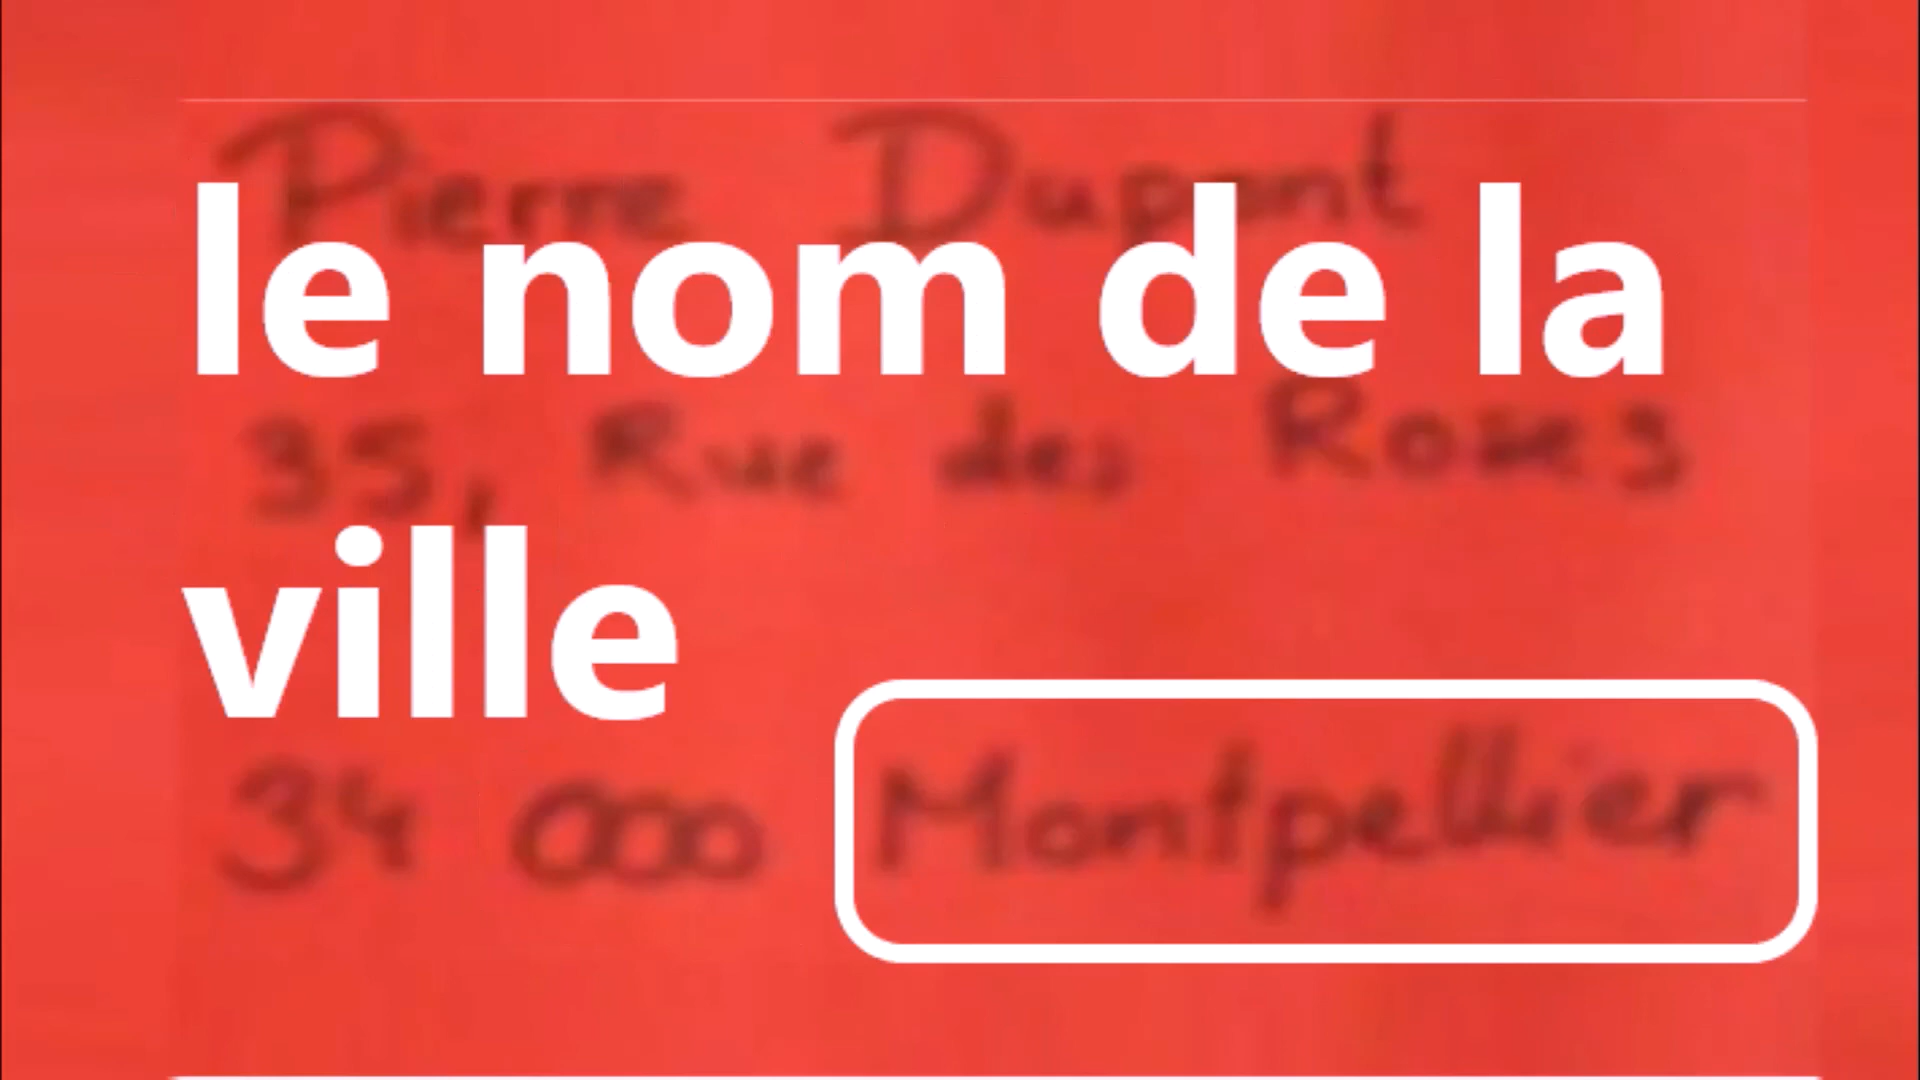 Pierre Dupont
le nom de la
35, Rue des Roses
ville
34 000 Montpellier